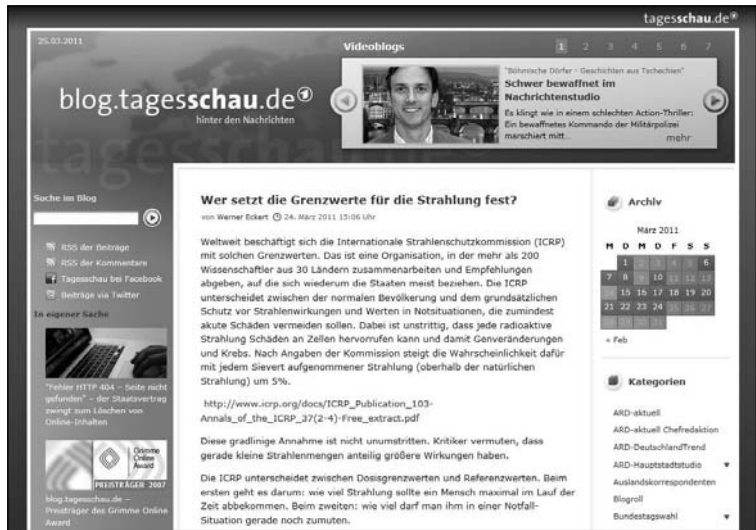 tagesschau.de
25.03.2011
Videoblogs
1 2 3 4 5 6 7
blog.tagesschau.de
hinter den Nachrichten
"Böhmische Dörfer - Geschichten aus Tschechien"
Schwer bewaffnet im
Nachrichtenstudio
Es klingt wie in einem schlechten Action-Thriller:
Ein bewaffnetes Kommando der Militärpolizei
marschiert mitt...
mehr
Suche im Blog
RSS der Beiträge
RSS der Kommentare
Tagesschau bei Facebook
Beiträge via Twitter
In eigener Sache
"Fehler HTTP 404 – Seite nicht
gefunden" – der Staatsvertrag
zwingt zum Löschen von
Online-Inhalten
Grimme
Online
Award
PREISTRÄGER 2007
blog.tagesschau.de –
Preisträger des Grimme Online
Award
Wer setzt die Grenzwerte für die Strahlung fest?
von Werner Eckert 24. März 2011 15:06 Uhr
Weltweit beschäftigt sich die Internationale Strahlenschutzkommission (ICRP)
mit solchen Grenzwerten. Das ist eine Organisation, in der mehr als 200
Wissenschaftler aus 30 Ländern zusammenarbeiten und Empfehlungen
abgeben, auf die sich wiederum die Staaten meist beziehen. Die ICRP
unterscheidet zwischen der normalen Bevölkerung und dem grundsätzlichen
Schutz vor Strahlenwirkungen und Werten in Notsituationen, die zumindest
akute Schäden vermeiden sollen. Dabei ist unstrittig, dass jede radioaktive
Strahlung Schäden an Zellen hervorrufen kann und damit Genveränderungen
und Krebs. Nach Angaben der Kommission steigt die Wahrscheinlichkeit dafür
mit jedem Sievert aufgenommener Strahlung (oberhalb der natürlichen
Strahlung) um 5%.
http://www.icrp.org/docs/ICRP_Publication_103-
Annals_of_the_ICRP_37(2-4)-Free_extract.pdf
Diese gradlinige Annahme ist nicht unumstritten. Kritiker vermuten, dass
gerade kleine Strahlenmengen anteilig größere Wirkungen haben.
Die ICRP unterscheidet zwischen Dosisgrenzwerten und Referenzwerten. Beim
ersten geht es darum: wie viel Strahlung sollte ein Mensch maximal im Lauf der
Zeit abbekommen. Beim zweiten: wie viel darf man ihm in einer Notfall-
Situation gerade noch zumuten.
Archiv
März 2011
M D M D F S S
1 2 3 4 5 6
7 8 9 10 11 12 13
14 15 16 17 18 19 20
21 22 23 24 25 26 27
28 29 30 31
« Feb
Kategorien
ARD-aktuell
ARD-aktuell Chefredaktion
ARD-DeutschlandTrend
ARD-Hauptstadtstudio
Auslandskorrespondenten
Blogroll
Bundestagswahl